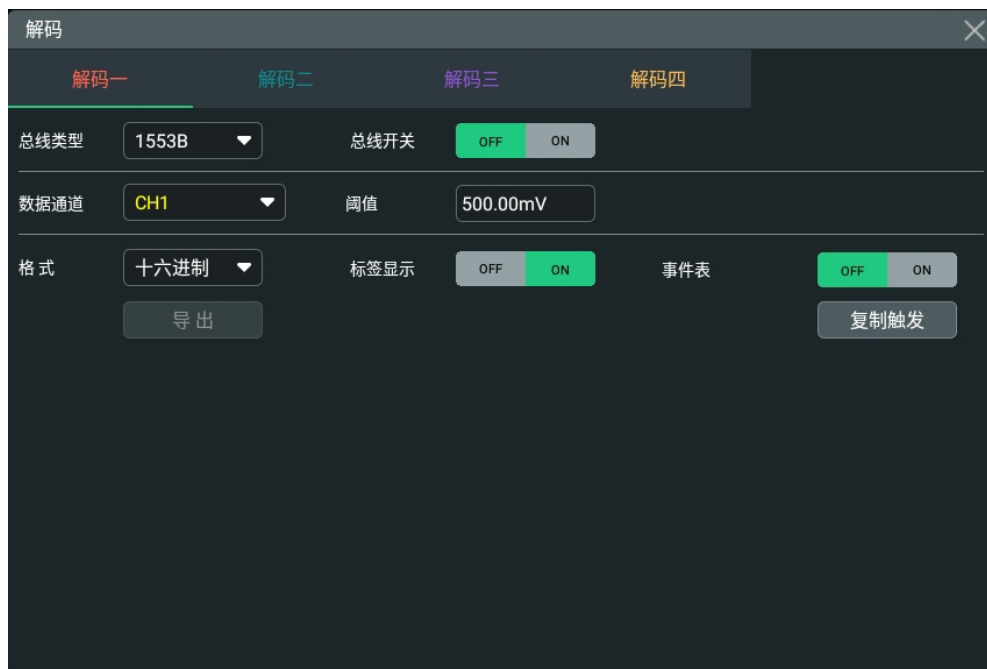 解码
解码一 解码二 解码三 解码四
总线类型 1553B 总线开关 OFF ON
数据通道 CH1 阈值 500.00mV
格式 十六进制 标签显示 OFF ON 事件表 OFF ON
导出 复制触发